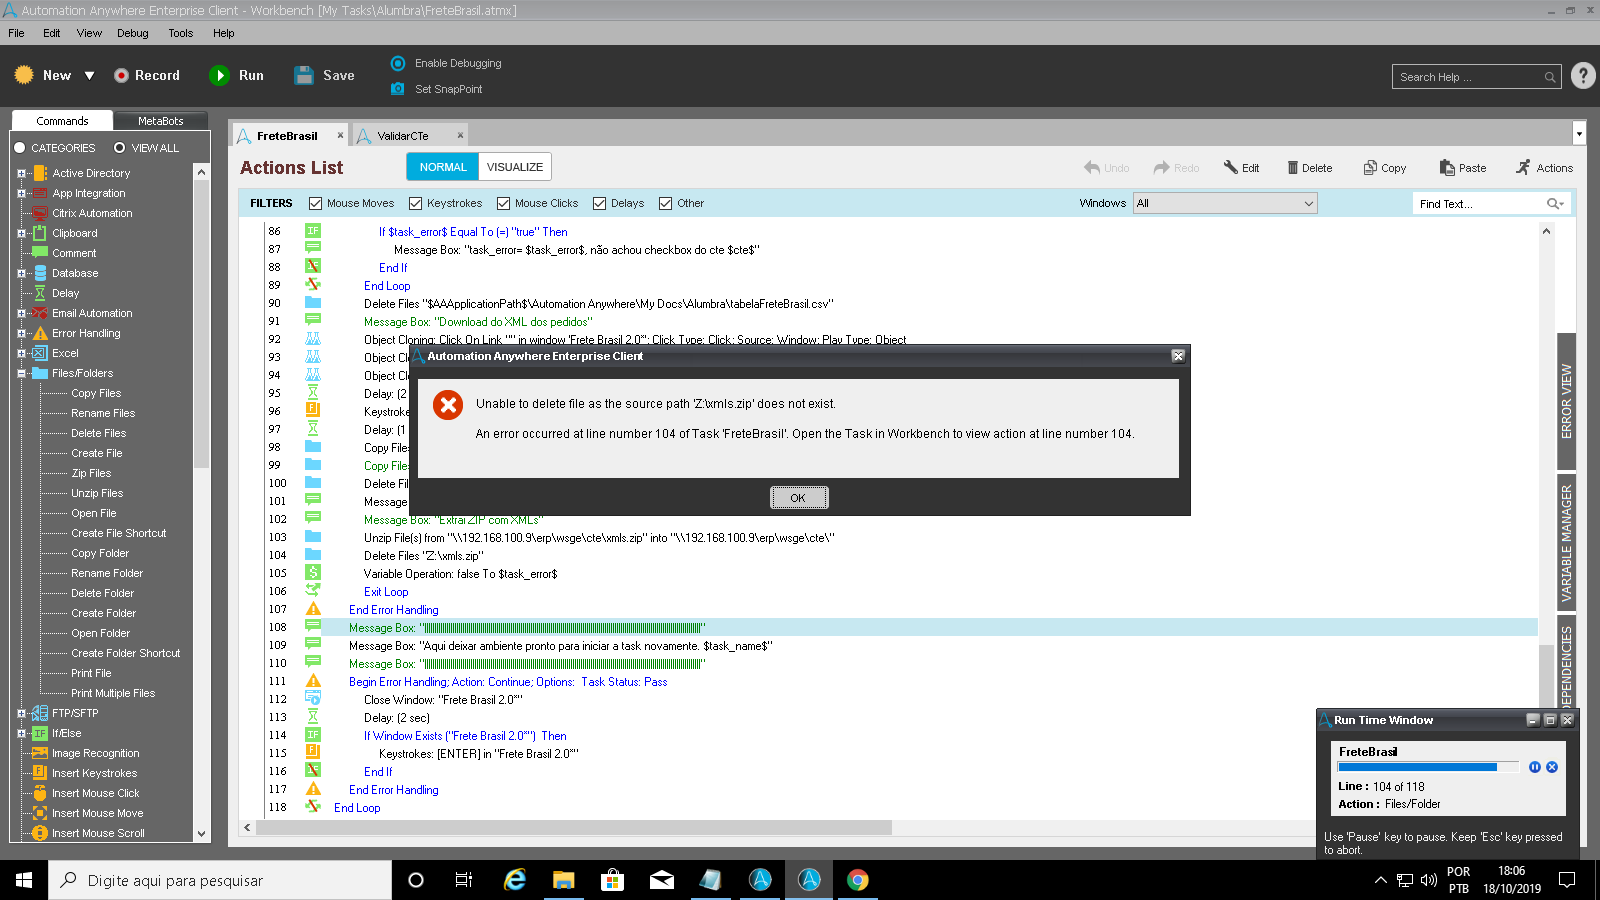 Automation Anywhere Enterprise Client - Workbench [My Tasks\Alumbra\FreteBrasil.atmx]
File Edit View Debug Tools Help
New Record Run Save
Enable Debugging
Set SnapPoint
Search Help ...
Commands MetaBots
CATEGORIES VIEW ALL
Active Directory
App Integration
Citrix Automation
Clipboard
Comment
Database
Delay
Email Automation
Error Handling
Excel
Files/Folders
Copy Files
Rename Files
Delete Files
Create File
Zip Files
Unzip Files
Open File
Create File Shortcut
Copy Folder
Rename Folder
Delete Folder
Create Folder
Open Folder
Create Folder Shortcut
Print File
Print Multiple Files
FTP/SFTP
If/Else
Image Recognition
Insert Keystrokes
Insert Mouse Click
Insert Mouse Move
Insert Mouse Scroll
FreteBrasil ValidarCTe
Actions List NORMAL VISUALIZE Undo Redo Edit Delete Copy Paste Actions
FILTERS Mouse Moves Keystrokes Mouse Clicks Delays Other Windows All Find Text...
86 If $task_error$ Equal To (=) "true" Then
87 Message Box: "task_error= $task_error$, não achou checkbox do cte $cte$"
88 End If
89 End Loop
90 Delete Files "$AAApplicationPath$\Automation Anywhere\My Docs\Alumbra\tabelaFreteBrasil.csv"
91 Message Box: "Download do XML dos pedidos"
92 Object Cloning: Click On Link "" in window 'Frete Brasil 2.0*'; Click Type: Click; Source: Window; Play Type: Object
93 Object Clo
94 Object Clo
95 Delay: (2
96 Keystroke
97 Delay: (1
98 Copy Files
99 Copy Files
100 Delete Fil
101 Message
102 Message Box: "Extrai ZIP com XMLs"
103 Unzip File(s) from "\\192.168.100.9\erp\wsge\cte\xmls.zip" into "\\192.168.100.9\erp\wsge\cte\"
104 Delete Files "Z:\xmls.zip"
105 Variable Operation: false To $task_error$
106 Exit Loop
107 End Error Handling
108 Message Box:
109 Message Box: "Aqui deixar ambiente pronto para iniciar a task novamente. $task_name$"
110 Message Box:
111 Begin Error Handling; Action: Continue; Options: Task Status: Pass
112 Close Window: "Frete Brasil 2.0*"
113 Delay: (2 sec)
114 If Window Exists ("Frete Brasil 2.0*") Then
115 Keystrokes: [ENTER] in "Frete Brasil 2.0*"
116 End If
117 End Error Handling
118 End Loop
Automation Anywhere Enterprise Client
Unable to delete file as the source path 'Z:\xmls.zip' does not exist.
An error occurred at line number 104 of Task 'FreteBrasil'. Open the Task in Workbench to view action at line number 104.
OK
ERROR VIEW
VARIABLE MANAGER
DEPENDENCIES
Run Time Window
FreteBrasil
Line : 104 of 118
Action : Files/Folder
Use 'Pause' key to pause. Keep 'Esc' key pressed
to abort.
Digite aqui para pesquisar
POR
PTB
18:06
18/10/2019